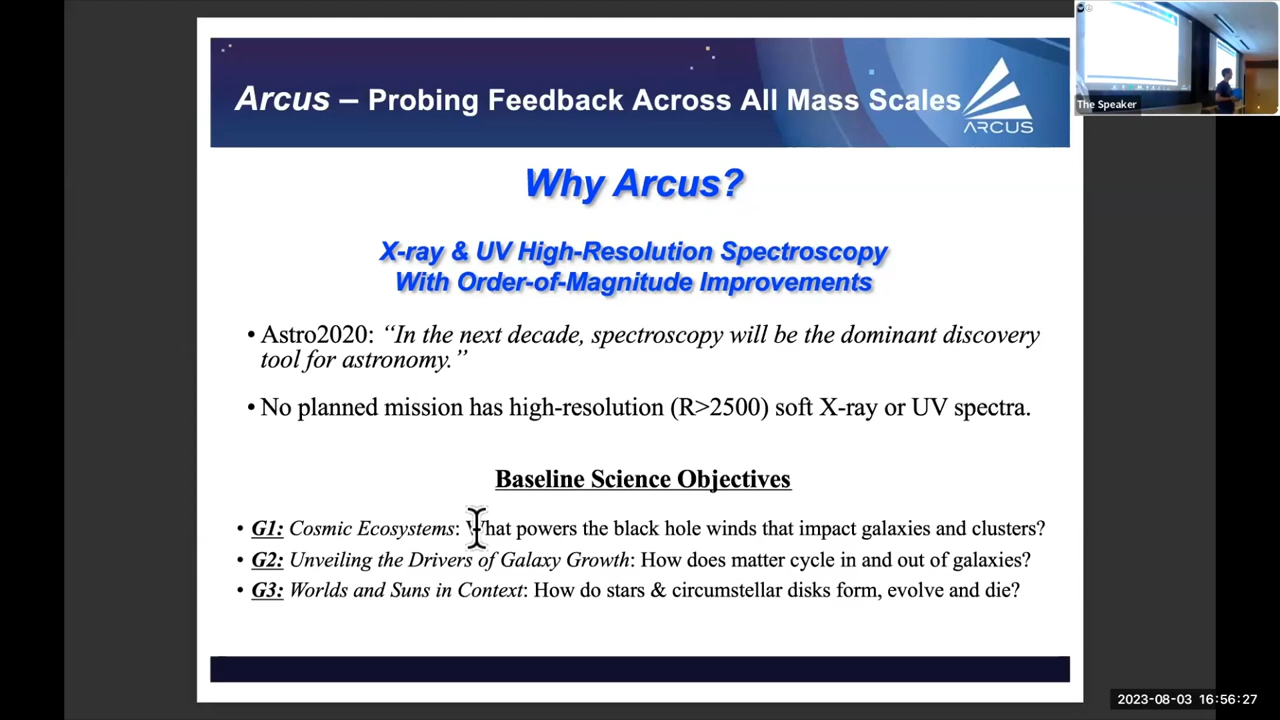 Arcus – Probing Feedback Across All Mass Scales
ARCUS
The Speaker
Why Arcus?
X-ray & UV High-Resolution Spectroscopy
With Order-of-Magnitude Improvements
• Astro2020: “In the next decade, spectroscopy will be the dominant discovery
tool for astronomy.”
• No planned mission has high-resolution (R>2500) soft X-ray or UV spectra.
Baseline Science Objectives
• G1: Cosmic Ecosystems: What powers the black hole winds that impact galaxies and clusters?
• G2: Unveiling the Drivers of Galaxy Growth: How does matter cycle in and out of galaxies?
• G3: Worlds and Suns in Context: How do stars & circumstellar disks form, evolve and die?
2023-08-03 16:56:27